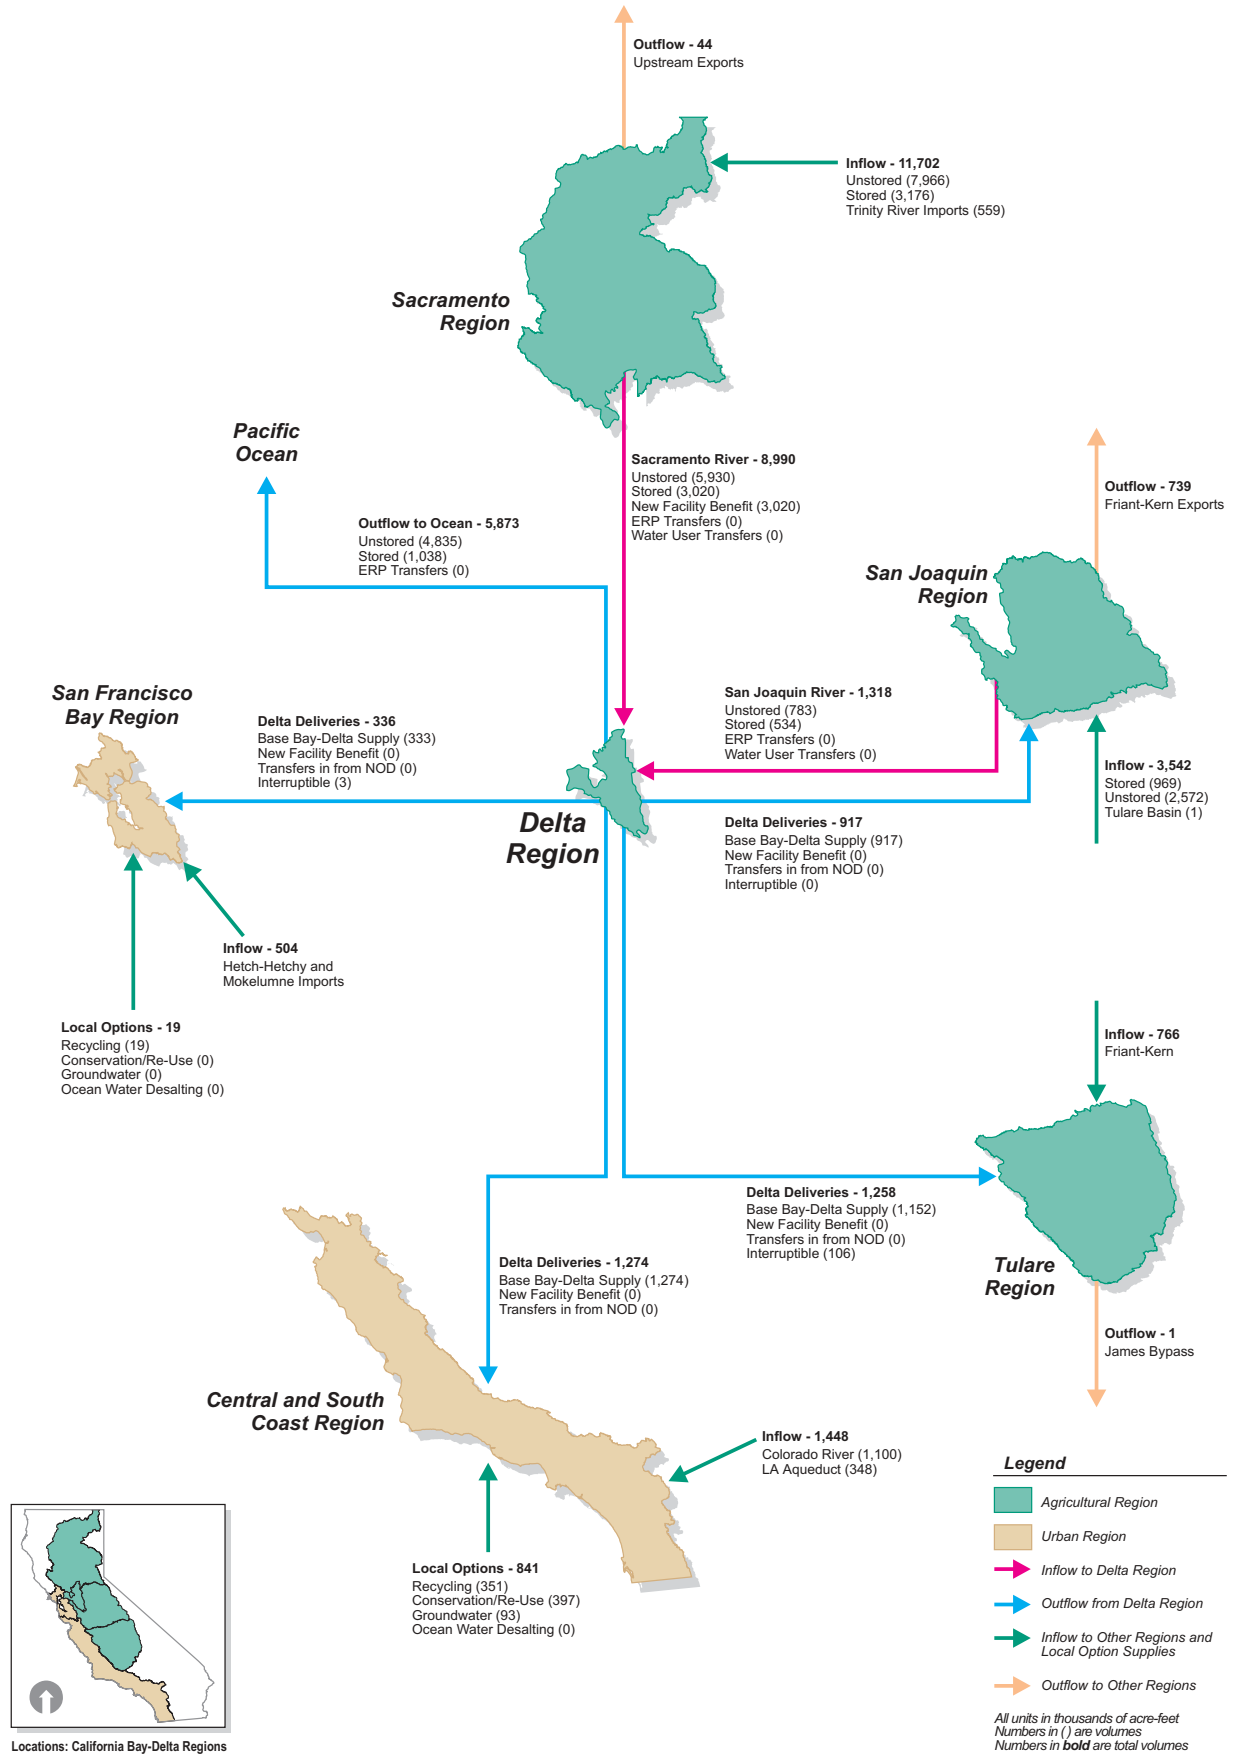 Outflow - 44
Upstream Exports
Inflow - 11,702
Unstored (7,966)
Stored (3,176)
Trinity River Imports (559)
Sacramento
Region
Pacific
Ocean
Sacramento River - 8,990
Unstored (5,930)
Stored (3,020)
New Facility Benefit (3,020)
ERP Transfers (0)
Water User Transfers (0)
Outflow - 739
Friant-Kern Exports
Outflow to Ocean - 5,873
Unstored (4,835)
Stored (1,038)
ERP Transfers (0)
San Joaquin
Region
San Francisco
Bay Region
Delta Deliveries - 336
Base Bay-Delta Supply (333)
New Facility Benefit (0)
Transfers in from NOD (0)
Interruptible (3)
San Joaquin River - 1,318
Unstored (783)
Stored (534)
ERP Transfers (0)
Water User Transfers (0)
Inflow - 3,542
Stored (969)
Unstored (2,572)
Tulare Basin (1)
Delta
Region
Delta Deliveries - 917
Base Bay-Delta Supply (917)
New Facility Benefit (0)
Transfers in from NOD (0)
Interruptible (0)
Inflow - 504
Hetch-Hetchy and
Mokelumne Imports
Local Options - 19
Recycling (19)
Conservation/Re-Use (0)
Groundwater (0)
Ocean Water Desalting (0)
Inflow - 766
Friant-Kern
Delta Deliveries - 1,258
Base Bay-Delta Supply (1,152)
New Facility Benefit (0)
Transfers in from NOD (0)
Interruptible (106)
Delta Deliveries - 1,274
Base Bay-Delta Supply (1,274)
New Facility Benefit (0)
Transfers in from NOD (0)
Tulare
Region
Outflow - 1
James Bypass
Central and South
Coast Region
Inflow - 1,448
Colorado River (1,100)
LA Aqueduct (348)
Local Options - 841
Recycling (351)
Conservation/Re-Use (397)
Groundwater (93)
Ocean Water Desalting (0)
Legend
Agricultural Region
Urban Region
Inflow to Delta Region
Outflow from Delta Region
Inflow to Other Regions and
Local Option Supplies
Outflow to Other Regions
All units in thousands of acre-feet
Numbers in ( ) are volumes
Numbers in bold are total volumes
Locations: California Bay-Delta Regions